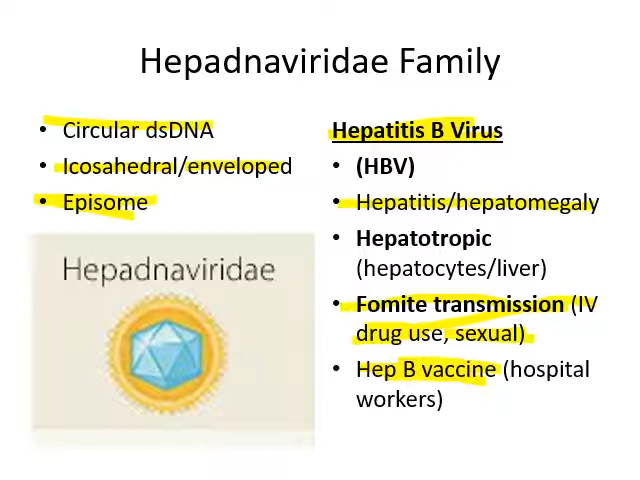 Hepadnaviridae Family
• Circular dsDNA
• Icosahedral/enveloped
• Episome
Hepadnaviridae
Hepatitis B Virus
• (HBV)
• Hepatitis/hepatomegaly
• Hepatotropic
(hepatocytes/liver)
• Fomite transmission (IV
drug use, sexual)
• Hep B vaccine (hospital
workers)